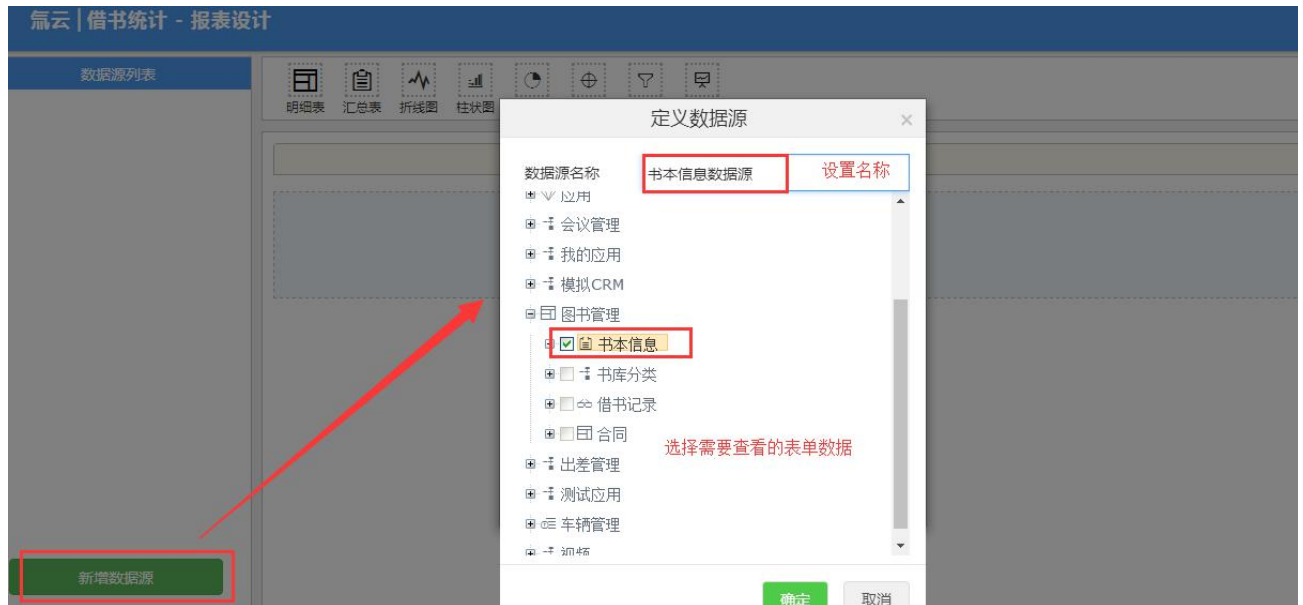 氚云 | 借书统计 - 报表设计
数据源列表
明细表 汇总表 折线图 柱状图
定义数据源 ×
数据源名称 书本信息数据源 设置名称
应用
会议管理
我的应用
模拟CRM
图书管理
书本信息
书库分类
借书记录
合同
选择需要查看的表单数据
出差管理
测试应用
车辆管理
视频
新增数据源
确定 取消